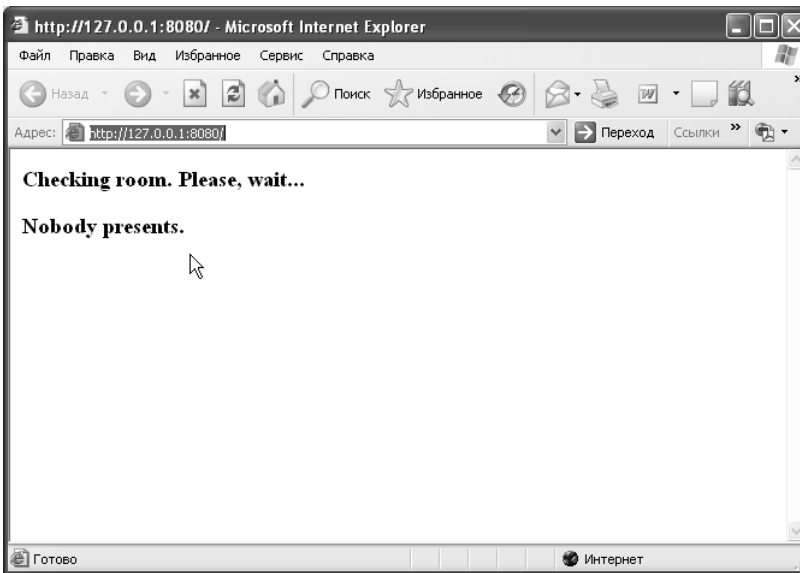 http://127.0.0.1:8080/ - Microsoft Internet Explorer
Файл Правка Вид Избранное Сервис Справка
Назад Поиск Избранное
Адрес: http://127.0.0.1:8080/ Переход Ссылки »
Checking room. Please, wait...
Nobody presents.
Готово Интернет